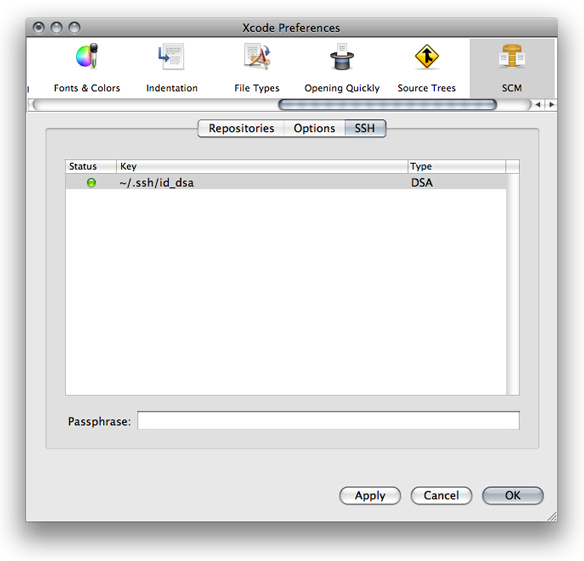 Xcode Preferences
Fonts & Colors Indentation File Types Opening Quickly Source Trees SCM
Repositories Options SSH
Status Key Type
~/.ssh/id_dsa DSA
Passphrase:
Apply Cancel OK